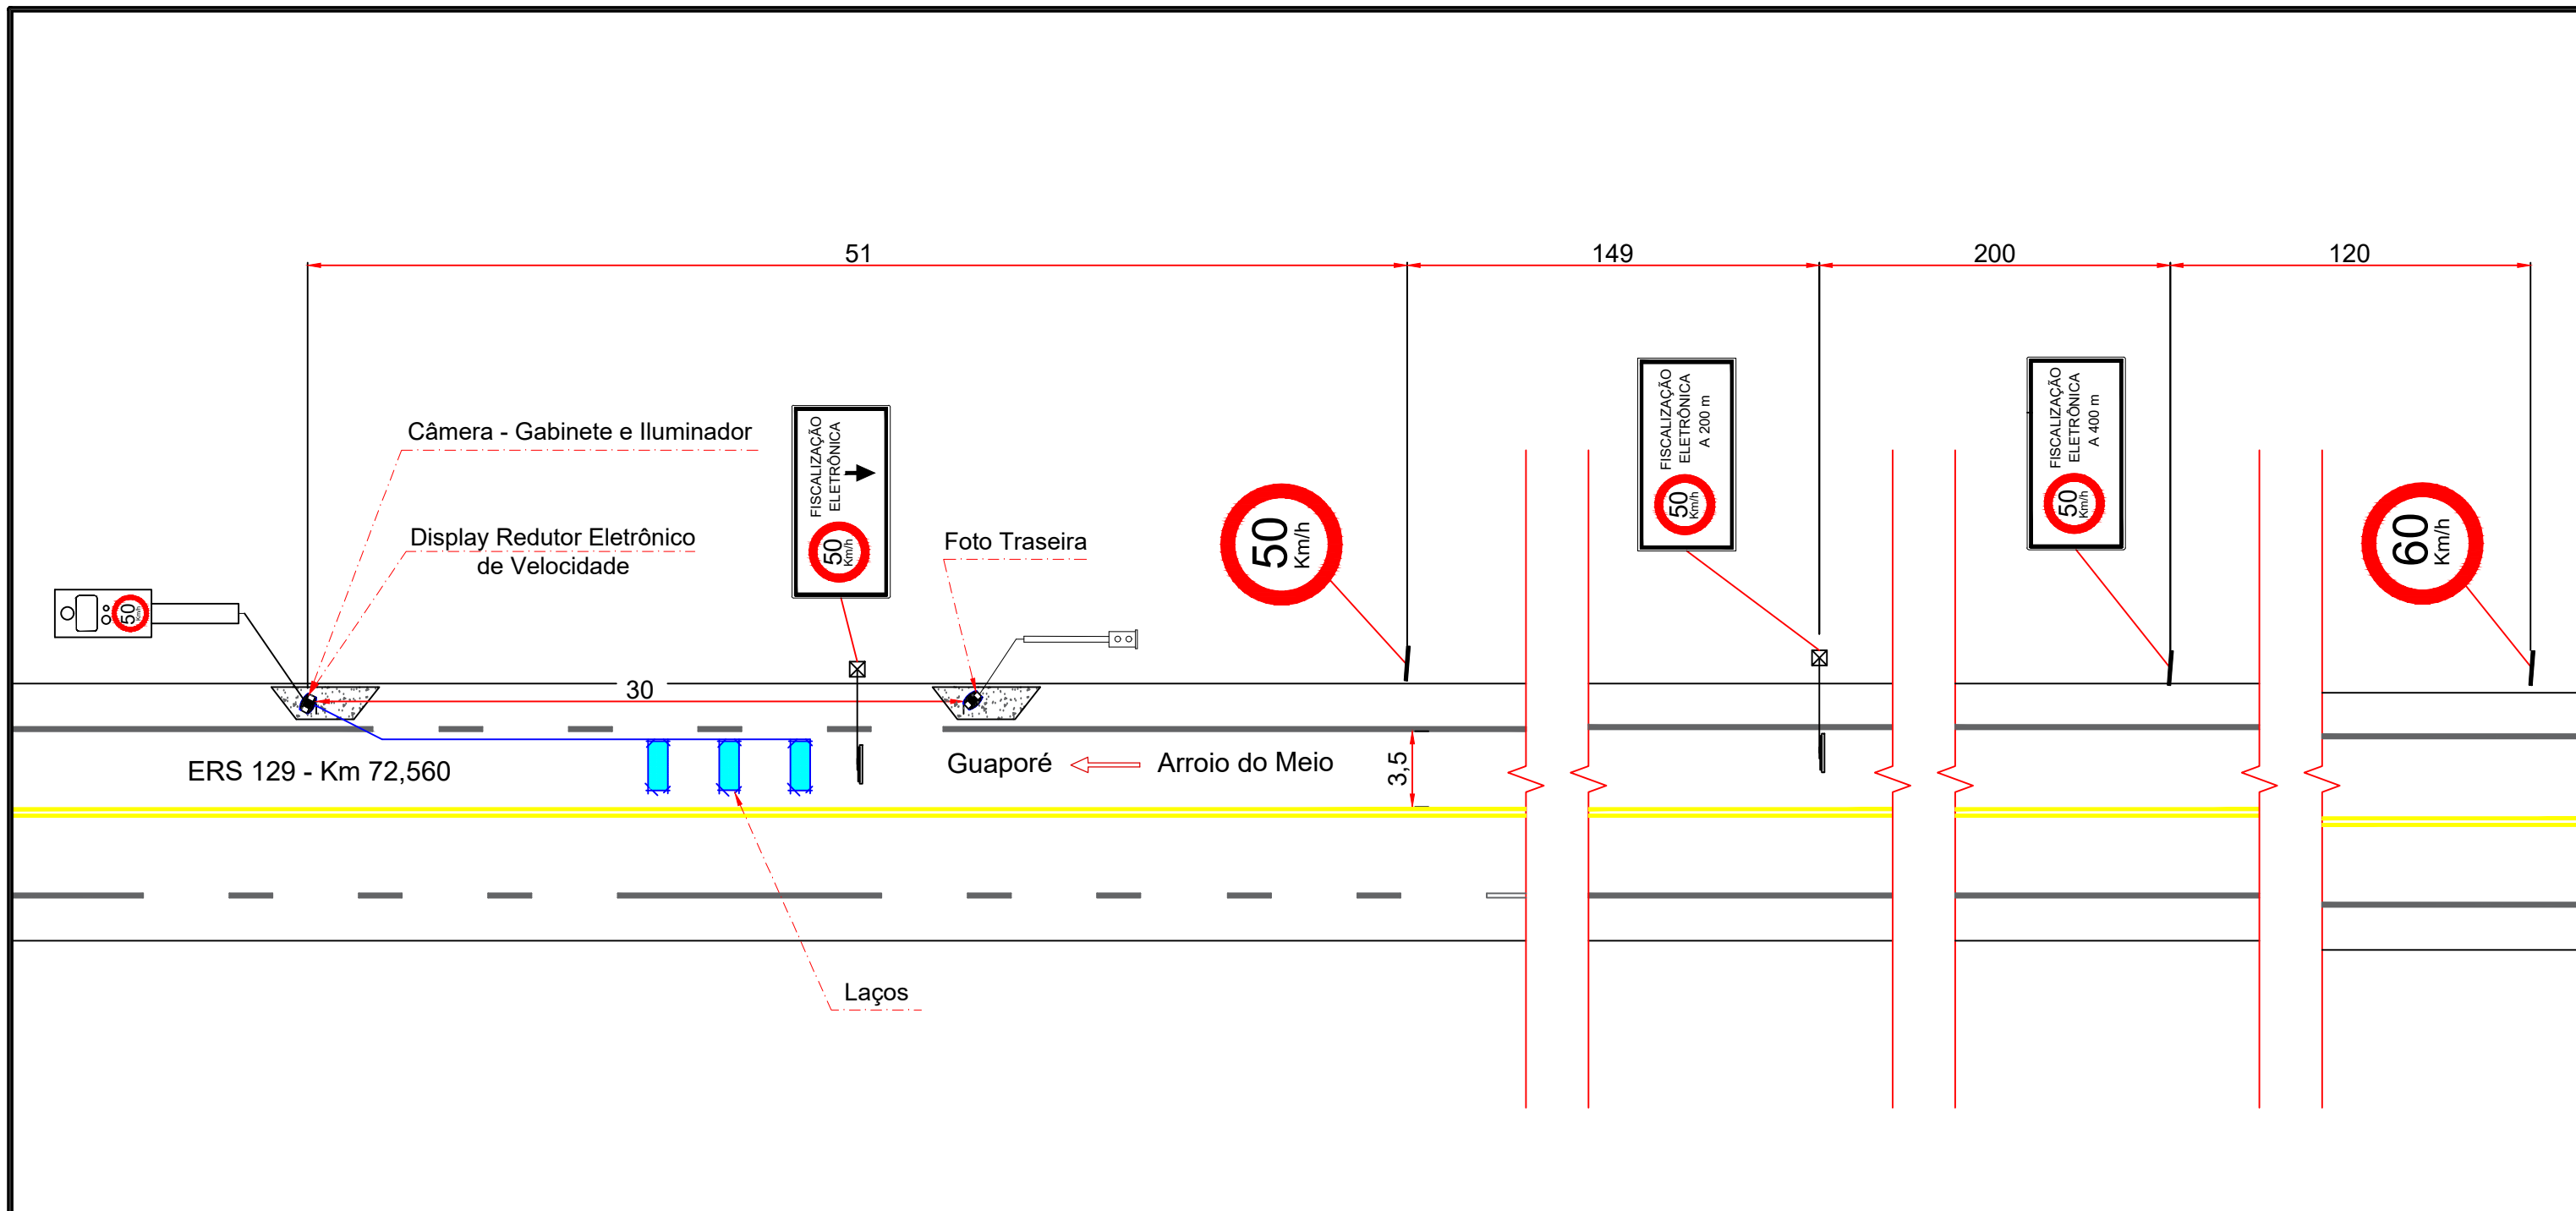 51
149
200
120
FISCALIZAÇÃO
ELETRÔNICA
A 200 m
50
Km/h
FISCALIZAÇÃO
ELETRÔNICA
A 400 m
50
Km/h
FISCALIZAÇÃO
ELETRÔNICA
50
Km/h
Câmera - Gabinete e Iluminador
Display Redutor Eletrônico
de Velocidade
Foto Traseira
50
Km/h
60
Km/h
50
Km/h
30
ERS 129 - Km 72,560
Guaporé
Arroio do Meio
3,5
Laços